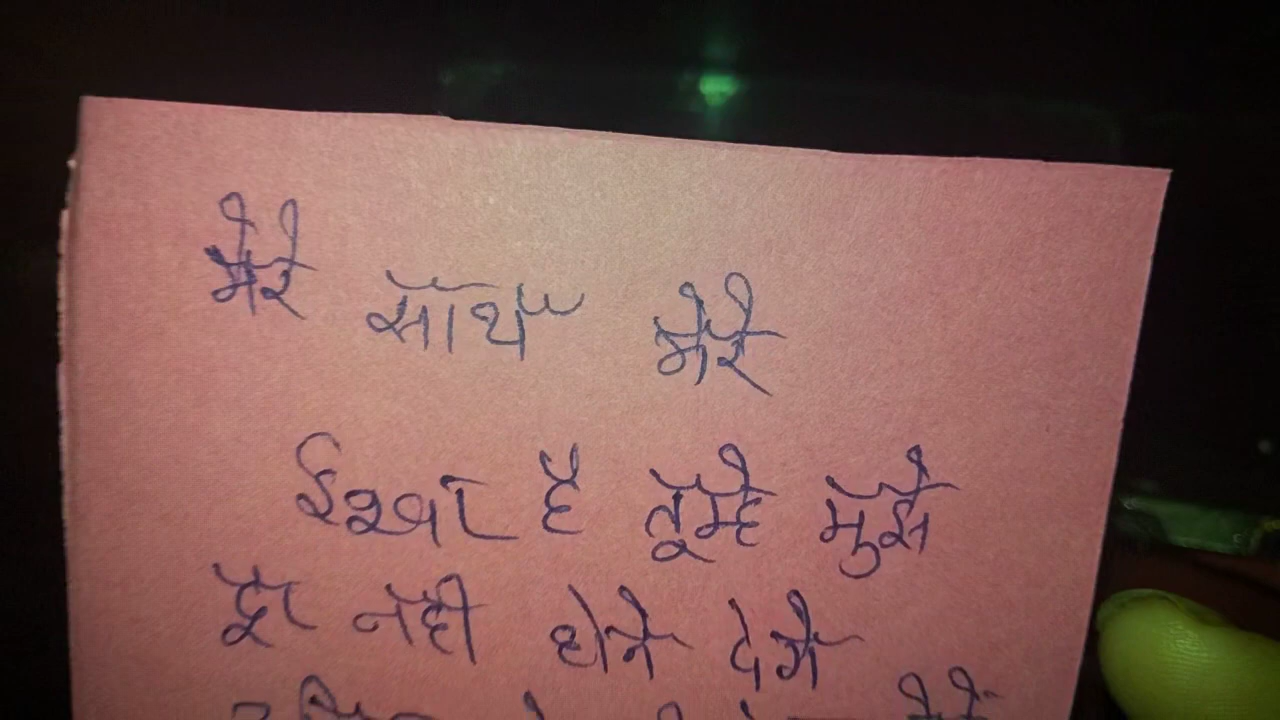 मेरे साथ मेरे
ईश्वर है तूम्हे मुझसे
दूर नही होने देगें